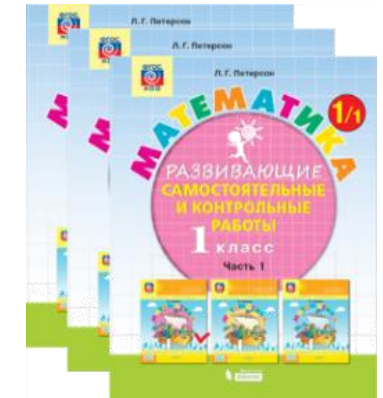 Л. Г. Петерсон
Л. Г. Петерсон
Л. Г. Петерсон
МАТЕМАТИКА
1/1
РАЗВИВАЮЩИЕ
САМОСТОЯТЕЛЬНЫЕ
И КОНТРОЛЬНЫЕ
РАБОТЫ
1 класс
Часть 1